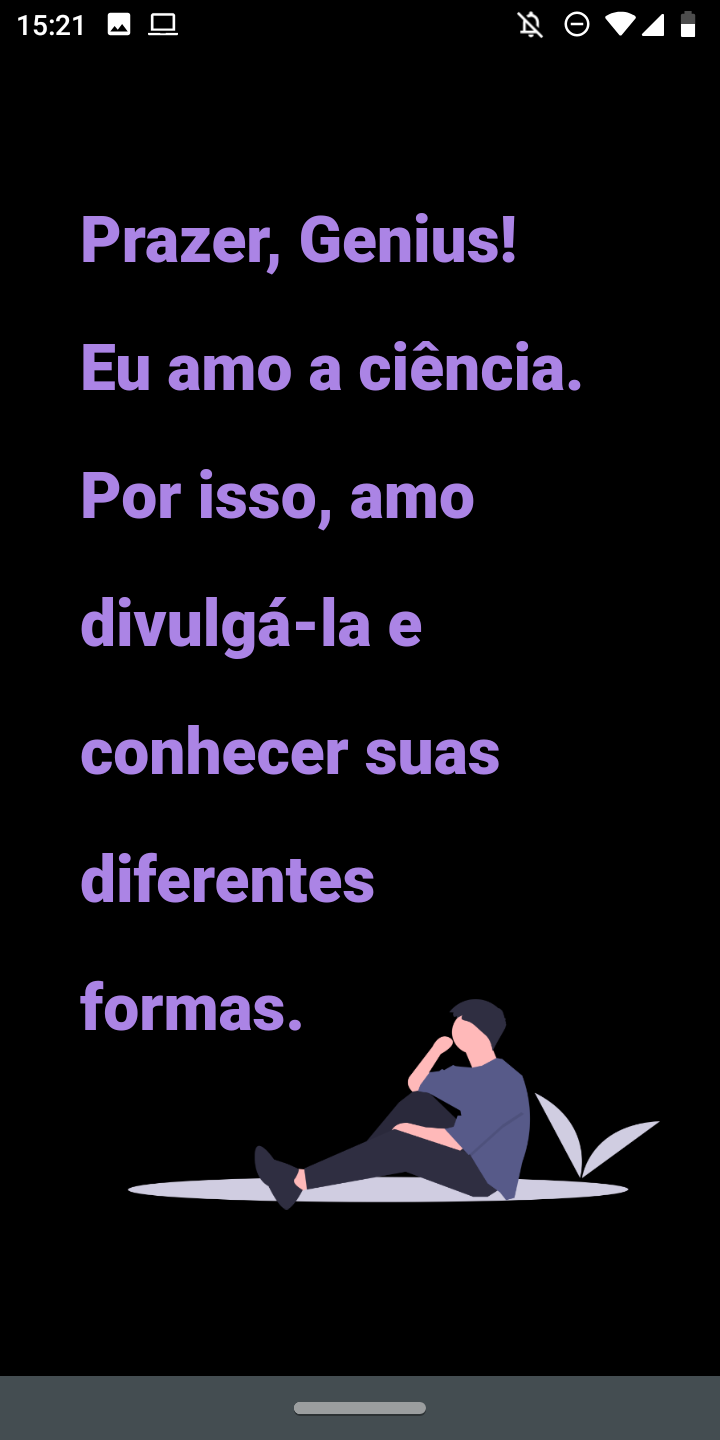 15:21
Prazer, Genius!
Eu amo a ciência.
Por isso, amo
divulgá-la e
conhecer suas
diferentes
formas.